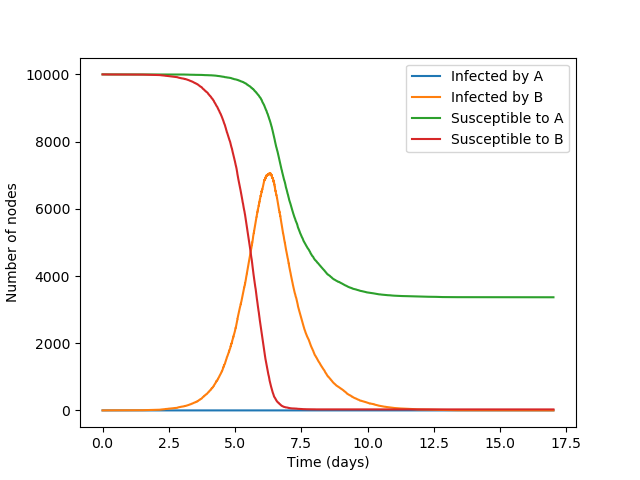 Infected by A
Infected by B
Susceptible to A
Susceptible to B
Number of nodes
10000
8000
6000
4000
2000
0
0.0 2.5 5.0 7.5 10.0 12.5 15.0 17.5
Time (days)